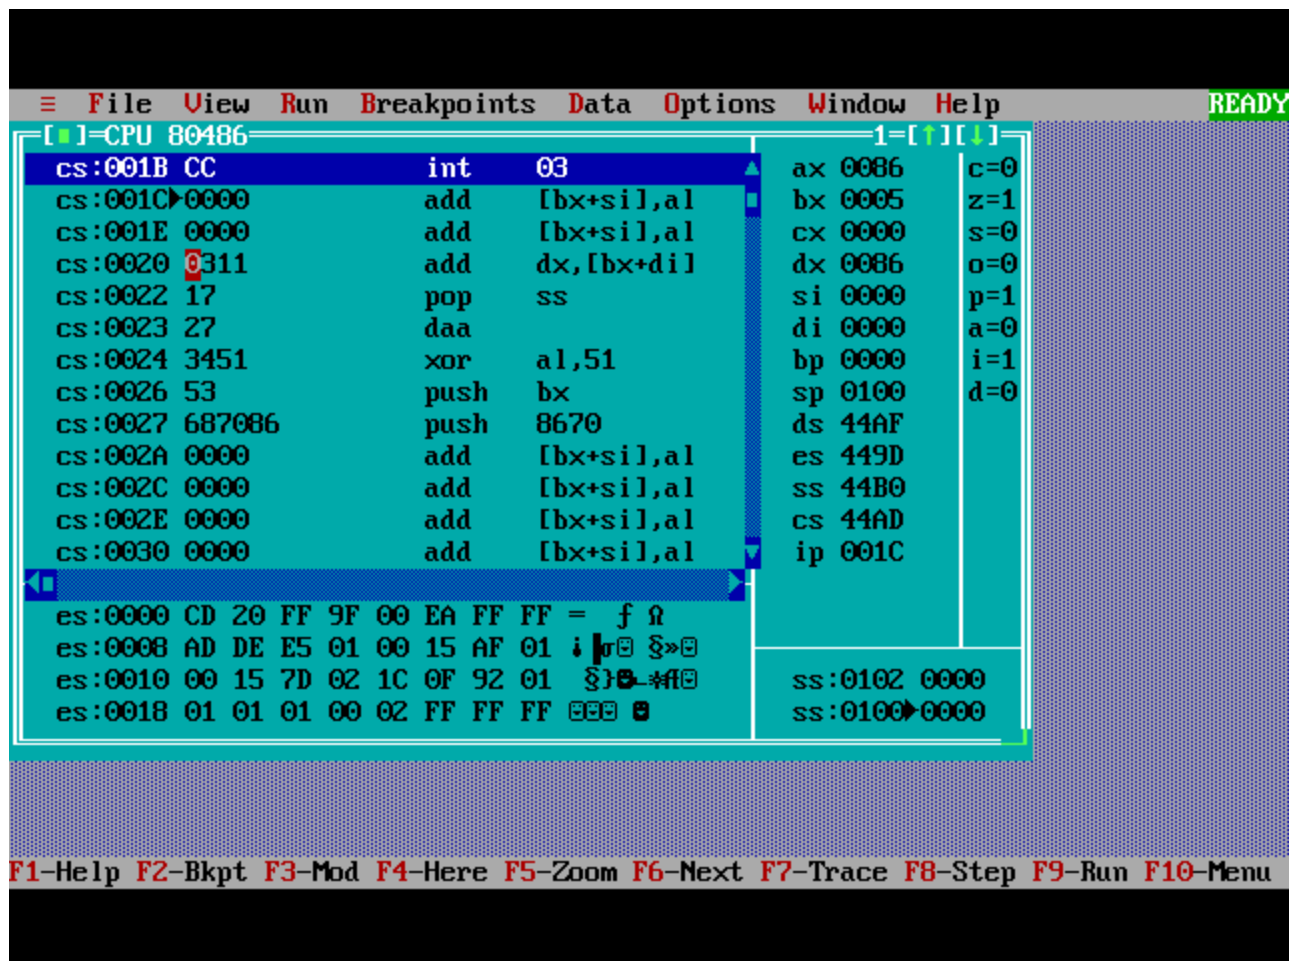 ≡ File View Run Breakpoints Data Options Window Help READY
[■]=CPU 80486 1=[↑][↓]
cs:001B CC int 03 ax 0086 c=0
cs:001C▶0000 add [bx+si],al bx 0005 z=1
cs:001E 0000 add [bx+si],al cx 0000 s=0
cs:0020 0311 add dx,[bx+di] dx 0086 o=0
cs:0022 17 pop ss si 0000 p=1
cs:0023 27 daa di 0000 a=0
cs:0024 3451 xor al,51 bp 0000 i=1
cs:0026 53 push bx sp 0100 d=0
cs:0027 687086 push 8670 ds 44AF
cs:002A 0000 add [bx+si],al es 449D
cs:002C 0000 add [bx+si],al ss 44B0
cs:002E 0000 add [bx+si],al cs 44AD
cs:0030 0000 add [bx+si],al ip 001C
es:0000 CD 20 FF 9F 00 EA FF FF = ƒ Ω
es:0008 AD DE E5 01 00 15 AF 01 ¡▐σ☺ §»☺
es:0010 00 15 7D 02 1C 0F 92 01 §}☻∟☼Æ☺
es:0018 01 01 01 00 02 FF FF FF ☺☺☺ ☻
ss:0102 0000
ss:0100▶0000
F1-Help F2-Bkpt F3-Mod F4-Here F5-Zoom F6-Next F7-Trace F8-Step F9-Run F10-Menu